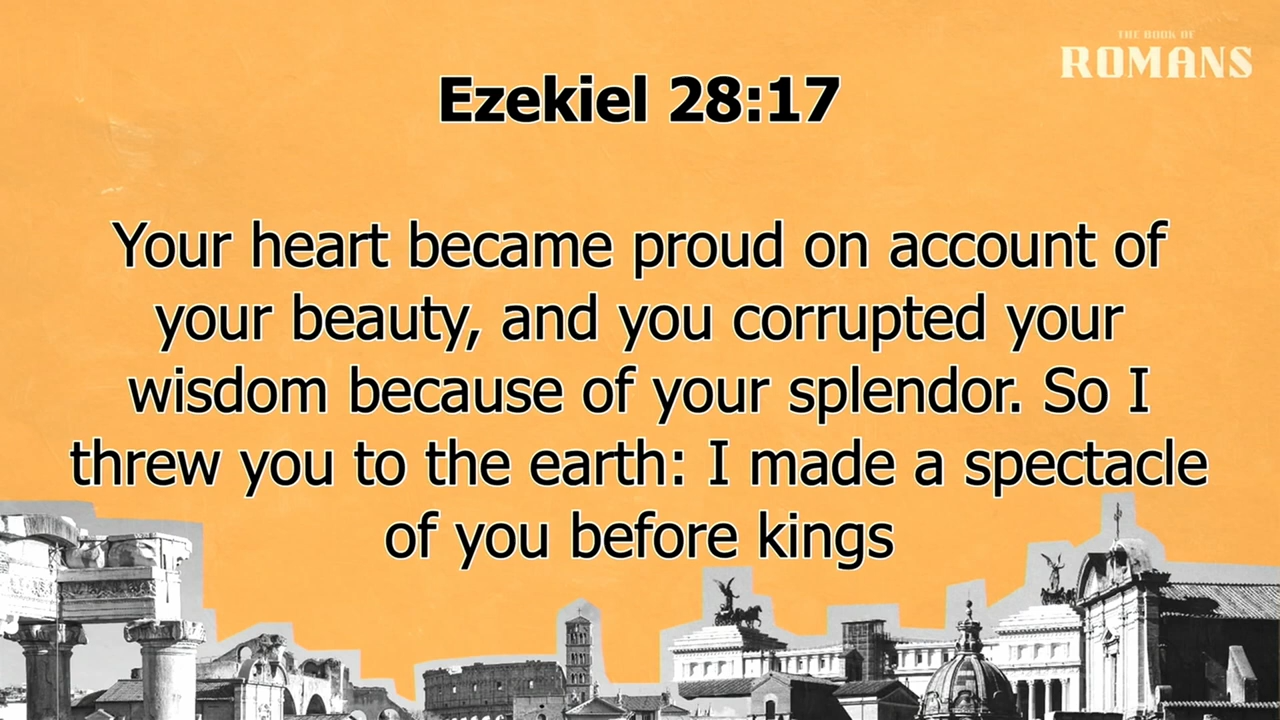 THE BOOK OF
ROMANS
Ezekiel 28:17
Your heart became proud on account of
your beauty, and you corrupted your
wisdom because of your splendor. So I
threw you to the earth: I made a spectacle
of you before kings